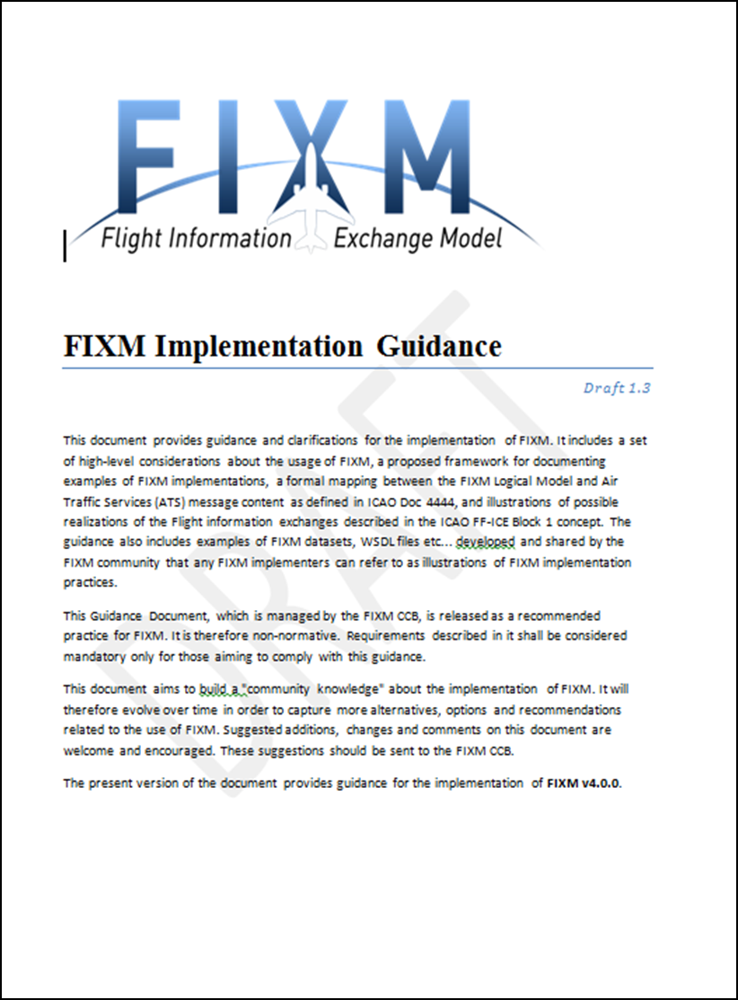 FIXM
Flight Information Exchange Model
FIXM Implementation Guidance
Draft 1.3
This document provides guidance and clarifications for the implementation of FIXM. It includes a set
of high-level considerations about the usage of FIXM, a proposed framework for documenting
examples of FIXM implementations, a formal mapping between the FIXM Logical Model and Air
Traffic Services (ATS) message content as defined in ICAO Doc 4444, and illustrations of possible
realizations of the Flight information exchanges described in the ICAO FF-ICE Block 1 concept. The
guidance also includes examples of FIXM datasets, WSDL files etc... developed and shared by the
FIXM community that any FIXM implementers can refer to as illustrations of FIXM implementation
practices.
This Guidance Document, which is managed by the FIXM CCB, is released as a recommended
practice for FIXM. It is therefore non-normative. Requirements described in it shall be considered
mandatory only for those aiming to comply with this guidance.
This document aims to build a "community knowledge" about the implementation of FIXM. It will
therefore evolve over time in order to capture more alternatives, options and recommendations
related to the use of FIXM. Suggested additions, changes and comments on this document are
welcome and encouraged. These suggestions should be sent to the FIXM CCB.
The present version of the document provides guidance for the implementation of FIXM v4.0.0.
DRAFT